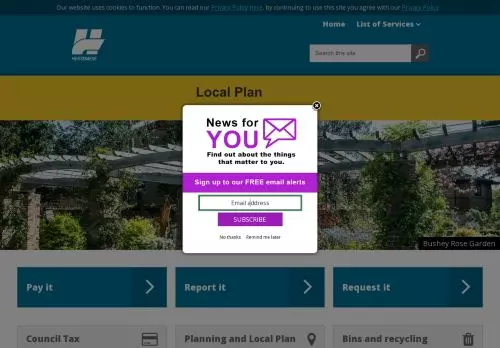 Our website uses cookies to function. You can read our Privacy Policy Here, by continuing to use this site you agree with our Privacy Policy
Home List of Services
HERTSMERE
Search this site
Local Plan
News for
YOU
Find out about the things
that matter to you.
Sign up to our FREE email alerts
Email address
SUBSCRIBE
No thanks Remind me later
Bushey Rose Garden
Pay it
Report it
Request it
Council Tax
Planning and Local Plan
Bins and recycling